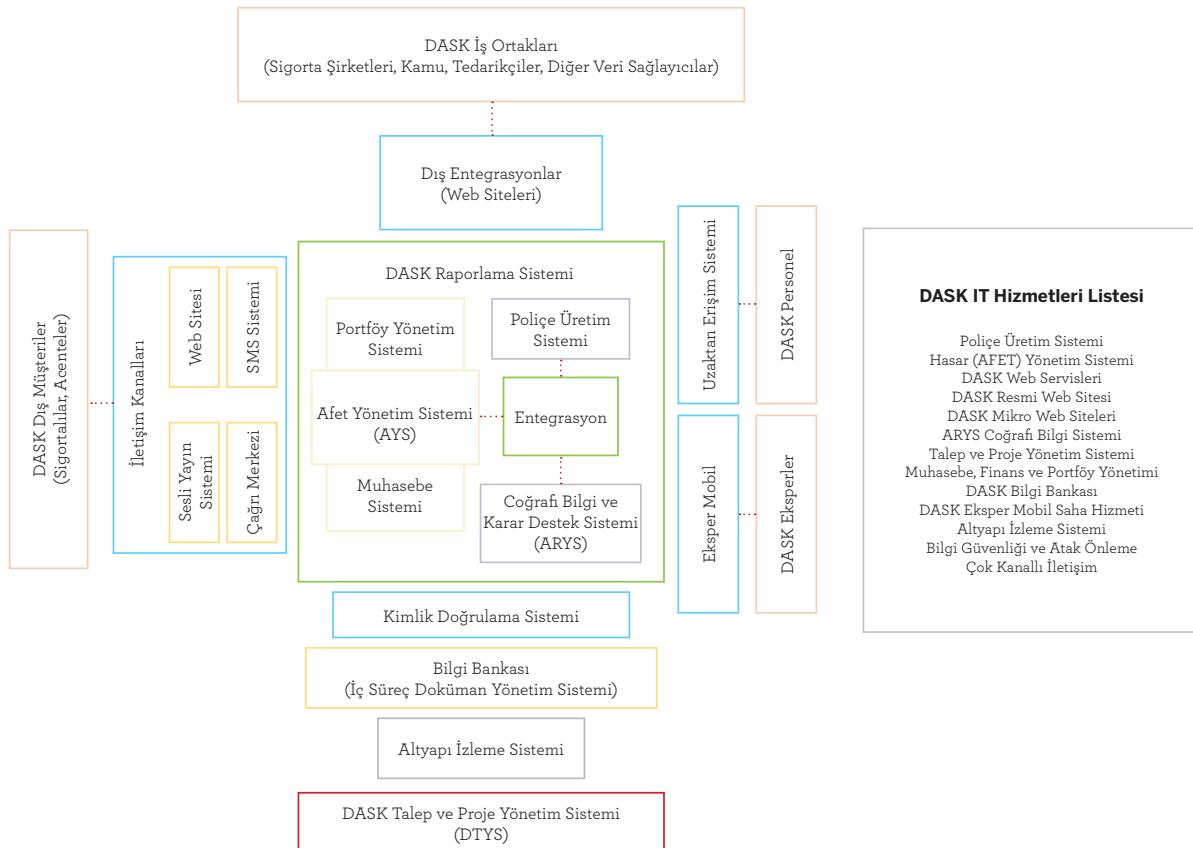 DASK İş Ortakları
(Sigorta Şirketleri, Kamu, Tedarikçiler, Diğer Veri Sağlayıcılar)
Dış Entegrasyonlar
(Web Siteleri)
DASK Dış Müşteriler
(Sigortalılar, Acenteler)
İletişim Kanalları
Web Sitesi
SMS Sistemi
Sesli Yayın
Sistemi
Çağrı Merkezi
DASK Raporlama Sistemi
Portföy Yönetim
Sistemi
Poliçe Üretim
Sistemi
Afet Yönetim Sistemi
(AYS)
Entegrasyon
Muhasebe
Sistemi
Coğrafi Bilgi ve
Karar Destek Sistemi
(ARYS)
Uzaktan Erişim Sistemi
DASK Personel
Eksper Mobil
DASK Eksperler
Kimlik Doğrulama Sistemi
Bilgi Bankası
(İç Süreç Doküman Yönetim Sistemi)
Altyapı İzleme Sistemi
DASK Talep ve Proje Yönetim Sistemi
(DTYS)
DASK IT Hizmetleri Listesi
Poliçe Üretim Sistemi
Hasar (AFET) Yönetim Sistemi
DASK Web Servisleri
DASK Resmi Web Sitesi
DASK Mikro Web Siteleri
ARYS Coğrafi Bilgi Sistemi
Talep ve Proje Yönetim Sistemi
Muhasebe, Finans ve Portföy Yönetimi
DASK Bilgi Bankası
DASK Eksper Mobil Saha Hizmeti
Altyapı İzleme Sistemi
Bilgi Güvenliği ve Atak Önleme
Çok Kanallı İletişim